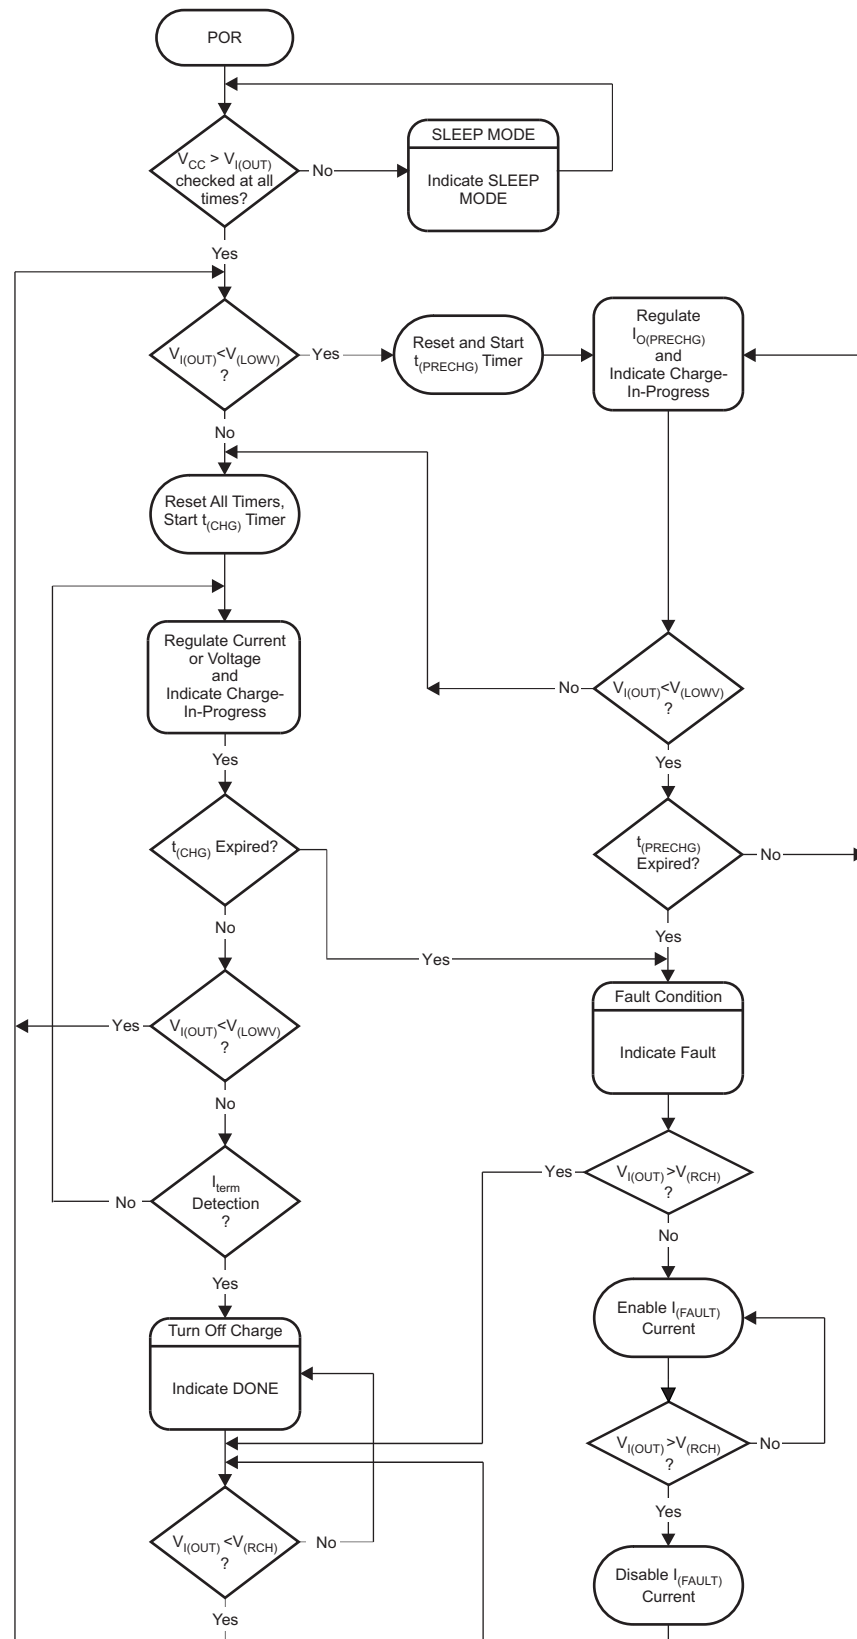 POR
V_CC > V_I(OUT)
checked at all
times?
No
SLEEP MODE
Indicate SLEEP
MODE
Yes
V_I(OUT)<V_(LOWV)
?
Yes
Reset and Start
t_(PRECHG) Timer
Regulate
I_O(PRECHG)
and
Indicate Charge-
In-Progress
No
Reset All Timers,
Start t_(CHG) Timer
Regulate Current
or Voltage
and
Indicate Charge-
In-Progress
No
V_I(OUT)<V_(LOWV)
?
Yes
Yes
t_(CHG) Expired?
t_(PRECHG)
Expired?
No
No
Yes
Yes
Fault Condition
Indicate Fault
Yes
V_I(OUT)<V_(LOWV)
?
No
I_term
Detection
?
No
Yes
V_I(OUT)>V_(RCH)
?
No
Yes
Turn Off Charge
Indicate DONE
Enable I_(FAULT)
Current
V_I(OUT)>V_(RCH)
?
No
Yes
V_I(OUT)<V_(RCH)
?
No
Disable I_(FAULT)
Current
Yes